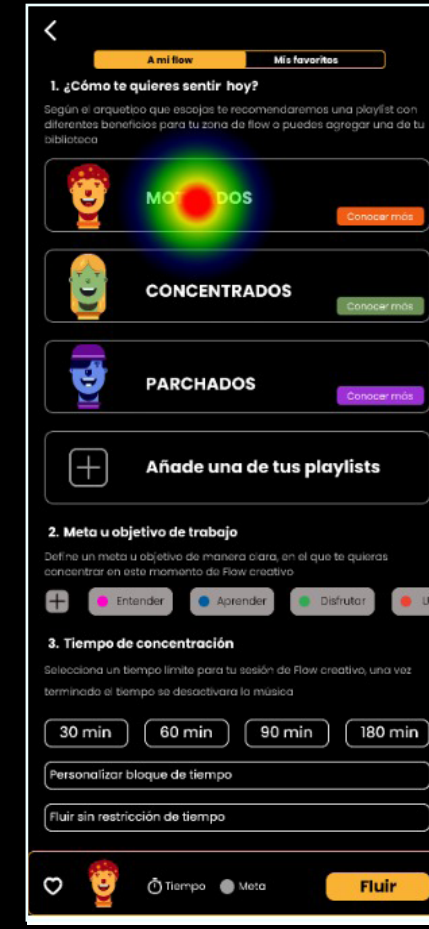 A mi flow Mis favoritos
1. ¿Cómo te quieres sentir hoy?
Según el arquetipo que escojas te recomendaremos una playlist con
diferentes beneficios para tu zona de flow o puedes agregar una de tu
biblioteca
Conocer más
CONCENTRADOS
Conocer más
PARCHADOS
Conocer más
Añade una de tus playlists
2. Meta u objetivo de trabajo
Define un meta u objetivo de manera clara, en el que te quieras
concentrar en este momento de Flow creativo
Entender Aprender Disfrutar
3. Tiempo de concentración
Selecciona un tiempo limite para tu sesión de Flow creativo, una vez
terminado el tiempo se desactivara la música
30 min 60 min 90 min 180 min
Personalizar bloque de tiempo
Fluir sin restricción de tiempo
Tiempo Meta Fluir